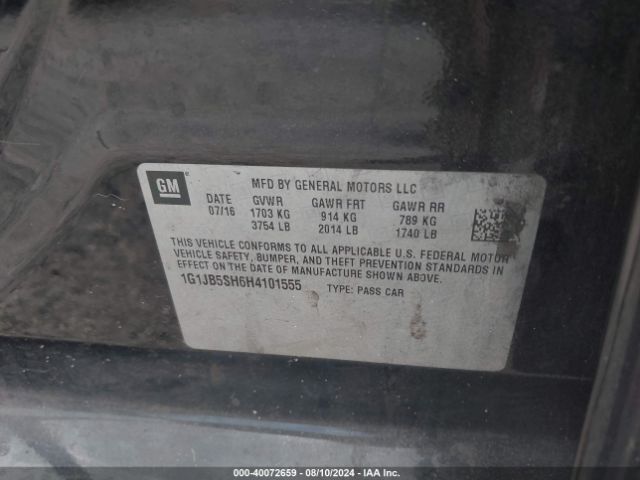 GM
MFD BY GENERAL MOTORS LLC
DATE GVWR GAWR FRT GAWR RR
07/16 1703 KG 914 KG 789 KG
3754 LB 2014 LB 1740 LB
THIS VEHICLE CONFORMS TO ALL APPLICABLE U.S. FEDERAL MOTOR
VEHICLE SAFETY, BUMPER, AND THEFT PREVENTION STANDARDS IN
EFFECT ON THE DATE OF MANUFACTURE SHOWN ABOVE.
1G1JB5SH6H4101555 TYPE: PASS CAR
000-40072659 - 08/10/2024 - IAA Inc.